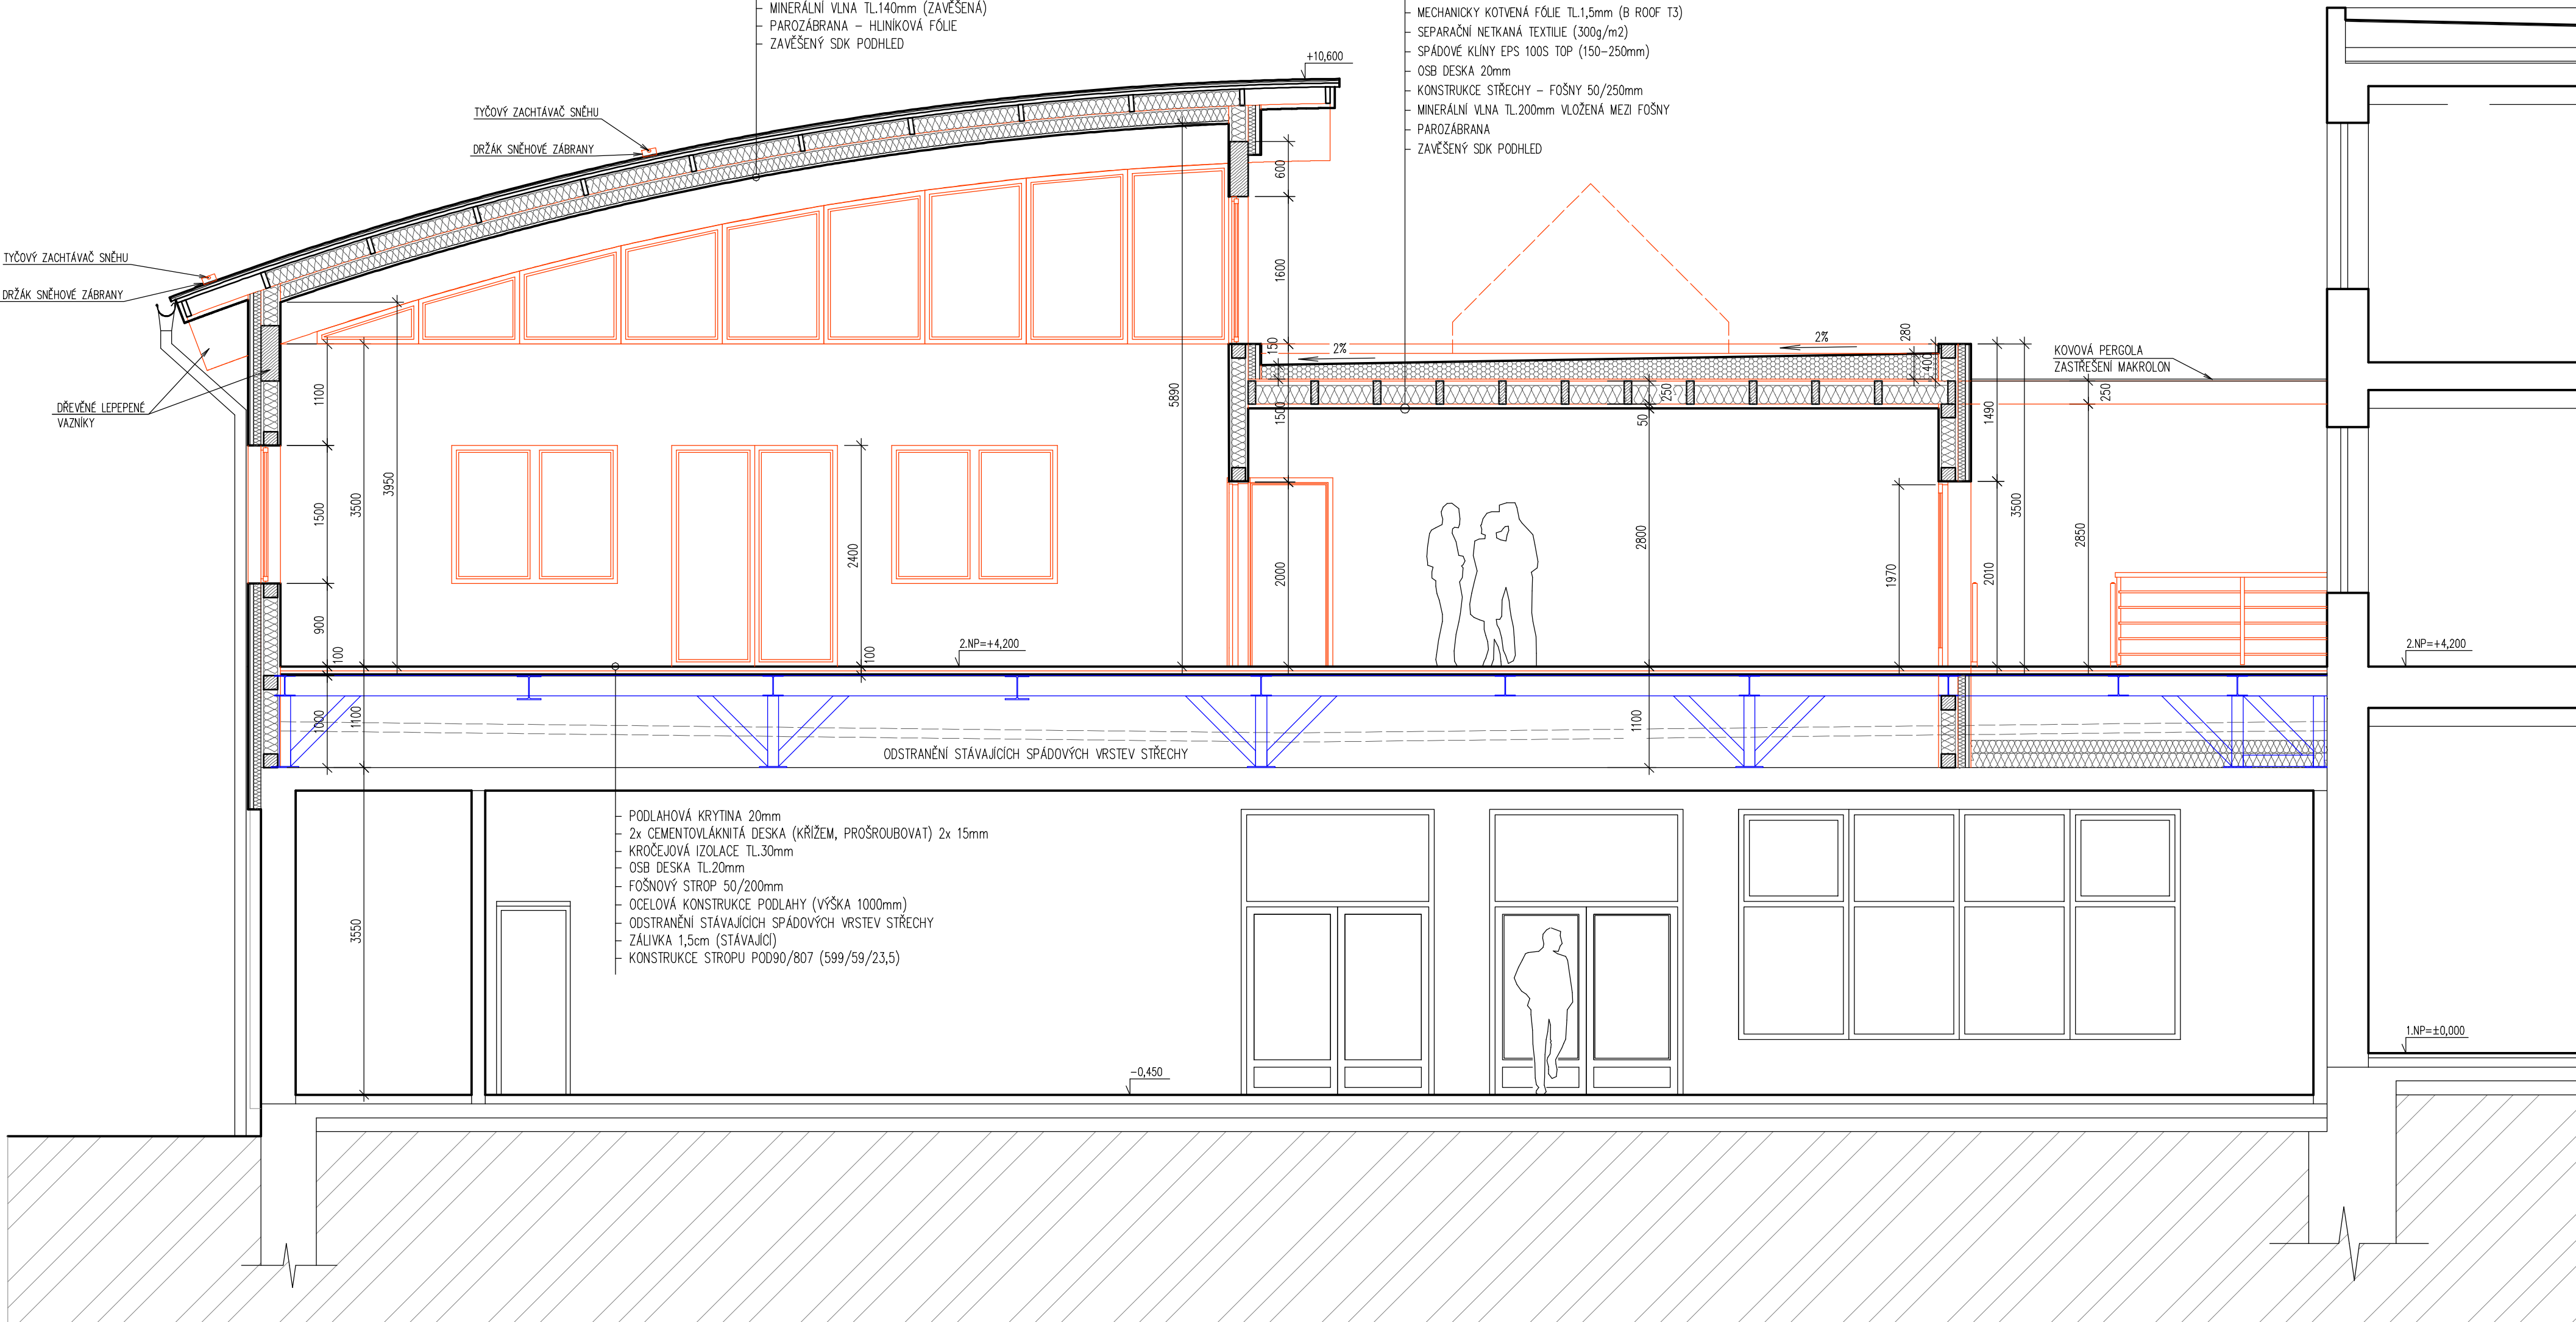 MINERÁLNÍ VLNA TL.140mm (ZAVĚŠENÁ)
PAROZÁBRANA – HLINÍKOVÁ FÓLIE
ZAVĚŠENÝ SDK PODHLED
MECHANICKY KOTVENÁ FÓLIE TL.1,5mm (B ROOF T3)
SEPARAČNÍ NETKANÁ TEXTILIE (300g/m2)
SPÁDOVÉ KLÍNY EPS 100S TOP (150-250mm)
OSB DESKA 20mm
KONSTRUKCE STŘECHY – FOŠNY 50/250mm
MINERÁLNÍ VLNA TL.200mm VLOŽENÁ MEZI FOŠNY
PAROZÁBRANA
ZAVĚŠENÝ SDK PODHLED
+10,600
TYČOVÝ ZACHTÁVAČ SNĚHU
DRŽÁK SNĚHOVÉ ZÁBRANY
TYČOVÝ ZACHTÁVAČ SNĚHU
DRŽÁK SNĚHOVÉ ZÁBRANY
DŘEVĚNÉ LEPEPENÉ
VAZNÍKY
KOVOVÁ PERGOLA
ZASTŘEŠENÍ MAKROLON
600
1600
150
2%
2%
280
400
250
1500
50
250
1490
1100
5890
3950
3500
1500
2400
900
100
100
2000
2800
1970
2010
3500
2850
2.NP=+4,200
2.NP=+4,200
1000
1100
1100
ODSTRANĚNÍ STÁVAJÍCÍCH SPÁDOVÝCH VRSTEV STŘECHY
PODLAHOVÁ KRYTINA 20mm
2x CEMENTOVLÁKNITÁ DESKA (KŘÍŽEM, PROŠROUBOVAT) 2x 15mm
KROČEJOVÁ IZOLACE TL.30mm
OSB DESKA TL.20mm
FOŠNOVÝ STROP 50/200mm
OCELOVÁ KONSTRUKCE PODLAHY (VÝŠKA 1000mm)
ODSTRANĚNÍ STÁVAJÍCÍCH SPÁDOVÝCH VRSTEV STŘECHY
ZÁLIVKA 1,5cm (STÁVAJÍCÍ)
KONSTRUKCE STROPU POD90/807 (599/59/23,5)
3550
-0,450
1.NP=±0,000